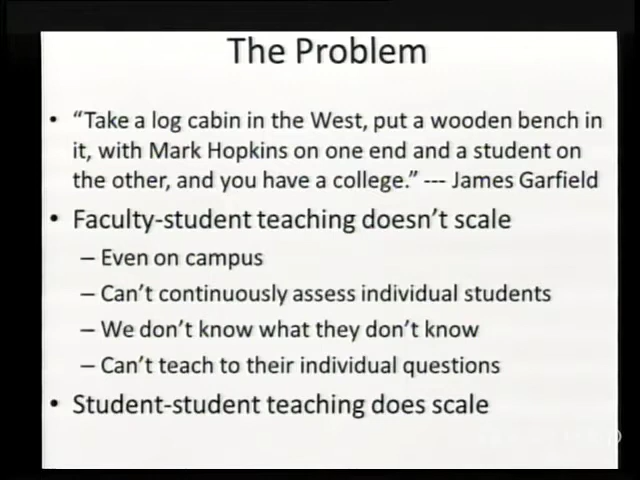 The Problem
• “Take a log cabin in the West, put a wooden bench in
it, with Mark Hopkins on one end and a student on
the other, and you have a college.” --- James Garfield
• Faculty-student teaching doesn’t scale
– Even on campus
– Can’t continuously assess individual students
– We don’t know what they don’t know
– Can’t teach to their individual questions
• Student-student teaching does scale